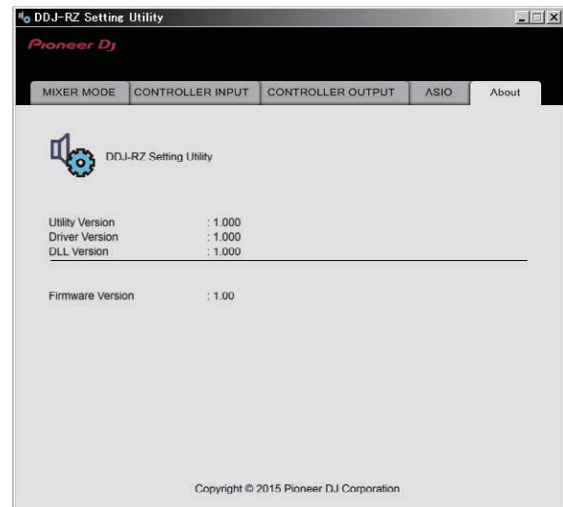 DDJ-RZ Setting Utility
Pioneer Dj
MIXER MODE CONTROLLER INPUT CONTROLLER OUTPUT ASIO About
DDJ-RZ Setting Utility
Utility Version : 1.000
Driver Version : 1.000
DLL Version : 1.000
Firmware Version : 1.00
Copyright © 2015 Pioneer DJ Corporation